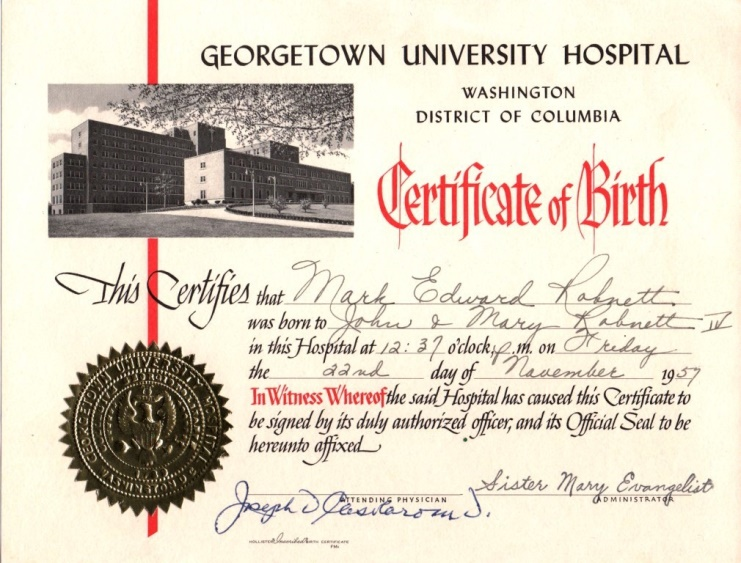 GEORGETOWN UNIVERSITY HOSPITAL
WASHINGTON
DISTRICT OF COLUMBIA
Certificate of Birth
This Certifies that Mark Edward Robnett
was born to John & Mary Robnett IV
in this Hospital at 12:37 o'clock, p.m. on Friday
the 22nd day of November 1957
In Witness Whereof the said Hospital has caused this Certificate to
be signed by its duly authorized officer, and its Official Seal to be
hereunto affixed
Sister Mary Evangelist
ATTENDING PHYSICIAN
ADMINISTRATOR
Joseph D
GEORGETOWN UNIVERSITY
WASHINGTON
HOLLISTER BIRTH CERTIFICATE